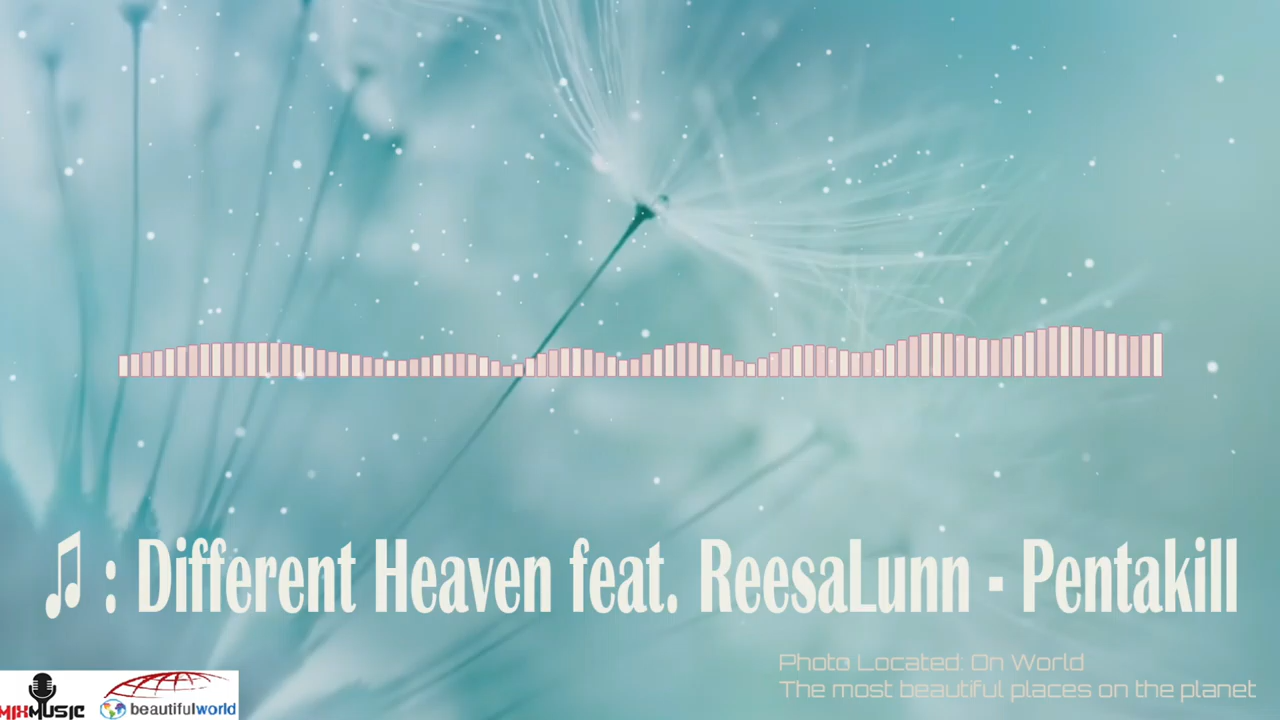 ♫ : Different Heaven feat. ReesaLunn - Pentakill
Photo Located: On World
The most beautiful places on the planet
MIXMUSIC
beautifulworld